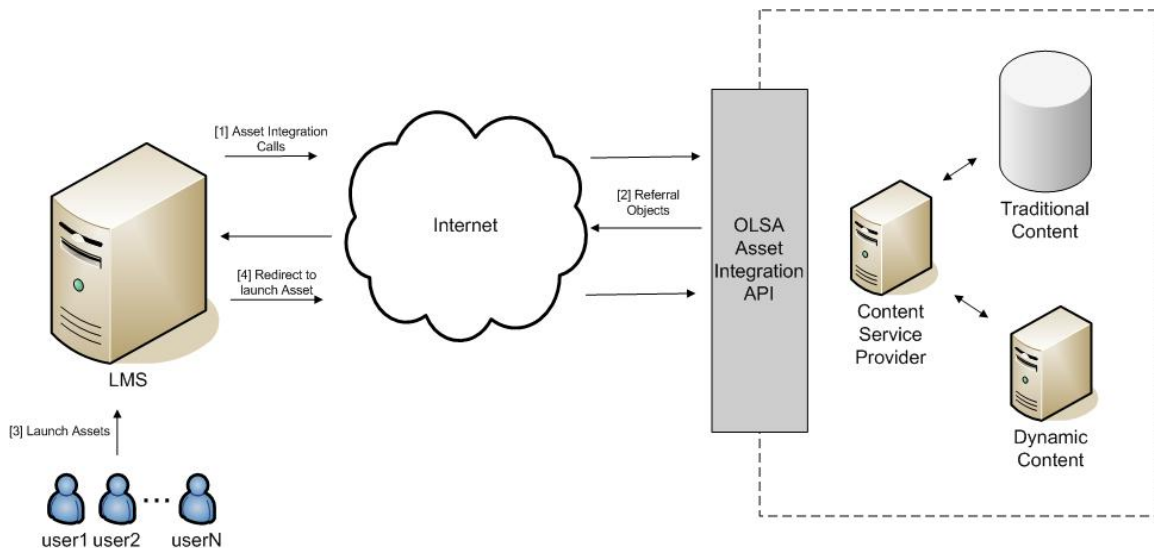 [1] Asset Integration
Calls
Internet
[2] Referral
Objects
[4] Redirect to
launch Asset
LMS
[3] Launch Assets
user1 user2 ... userN
OLSA
Asset
Integration
API
Traditional
Content
Content
Service
Provider
Dynamic
Content